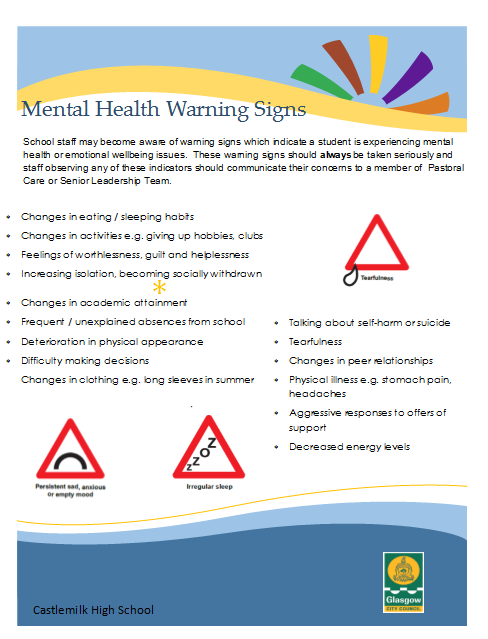 Mental Health Warning Signs
School staff may become aware of warning signs which indicate a student is experiencing mental
health or emotional wellbeing issues.  These warning signs should always be taken seriously and
staff observing any of these indicators should communicate their concerns to a member of  Pastoral
Care or Senior Leadership Team.
Changes in eating / sleeping habits
Changes in activities e.g. giving up hobbies, clubs
Feelings of worthlessness, guilt and helplessness
Increasing isolation, becoming socially withdrawn
Changes in academic attainment
Frequent / unexplained absences from school
Deterioration in physical appearance
Difficulty making decisions
Changes in clothing e.g. long sleeves in summer
Tearfulness
Talking about self-harm or suicide
Tearfulness
Changes in peer relationships
Physical illness e.g. stomach pain,
headaches
Aggressive responses to offers of
support
Decreased energy levels
Persistent sad, anxious
or empty mood
zzoZ
Irregular sleep
Glasgow
CITY COUNCIL
Castlemilk High School